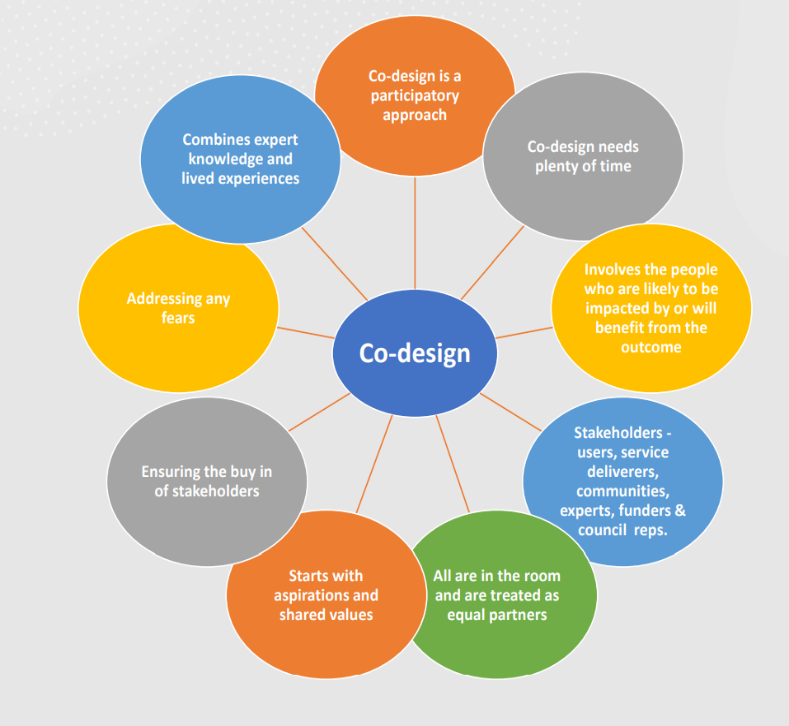 Co-design is a
participatory
approach
Co-design needs
plenty of time
Involves the people
who are likely to be
impacted by or will
benefit from the
outcome
Stakeholders -
users, service
deliverers,
communities,
experts, funders &
council reps.
All are in the room
and are treated as
equal partners
Starts with
aspirations and
shared values
Ensuring the buy in
of stakeholders
Addressing any
fears
Combines expert
knowledge and
lived experiences
Co-design